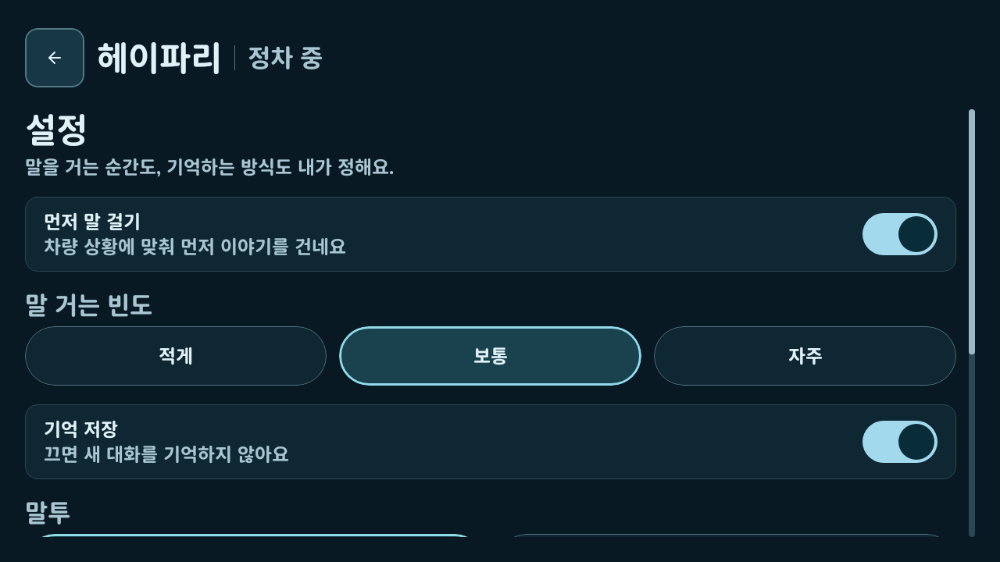 헤이파리
정차 중
설정
말을 거는 순간도, 기억하는 방식도 내가 정해요.
먼저 말 걸기
차량 상황에 맞춰 먼저 이야기를 건네요
말 거는 빈도
적게
보통
자주
기억 저장
끄면 새 대화를 기억하지 않아요
말투